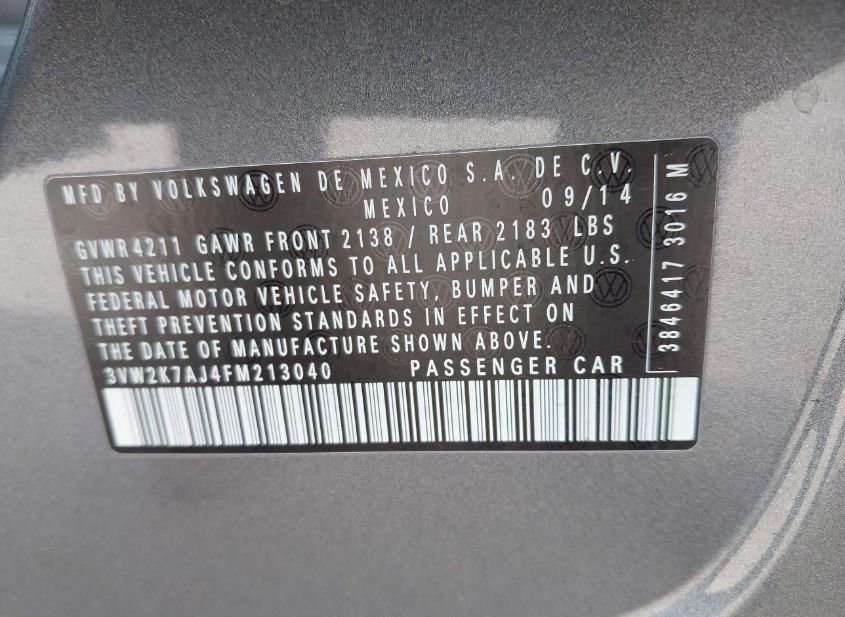 MFD BY VOLKSWAGEN DE MEXICO S.A. DE C.V.
MEXICO 09/14
GVWR4211 GAWR FRONT 2138 / REAR 2183 LBS
THIS VEHICLE CONFORMS TO ALL APPLICABLE U.S.
FEDERAL MOTOR VEHICLE SAFETY, BUMPER AND
THEFT PREVENTION STANDARDS IN EFFECT ON
THE DATE OF MANUFACTURE SHOWN ABOVE.
3VW2K7AJ4FM213040 PASSENGER CAR
3846417 3016 M